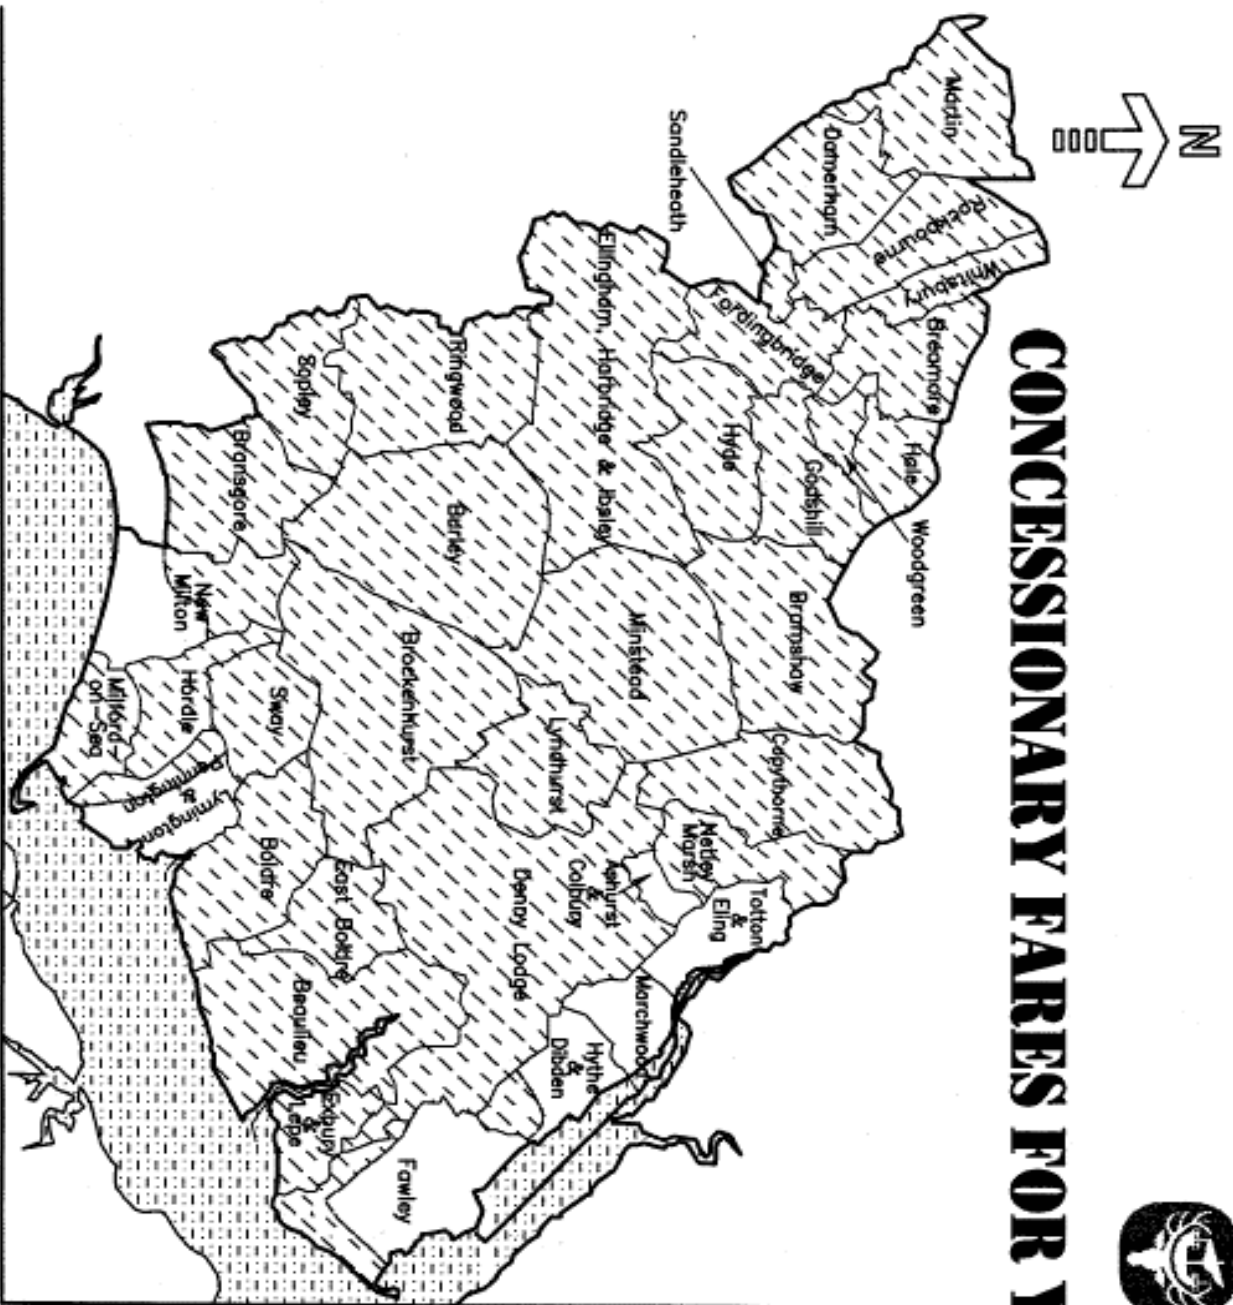 CONCESSIONARY FARES FOR
N
Martin
Damerham
Rockbourne
Whitsbury
Sandleheath
Breamore
Hale
Woodgreen
Fordingbridge
Godshill
Hyde
Ellingham, Harbridge & Ibsley
Bramshaw
Ringwood
Sopley
Bransgore
Burley
Minstead
Copythorne
Netley
Marsh
Totton
&
Eling
Ashurst
&
Colbury
Lyndhurst
Brockenhurst
Denny Lodge
Marchwood
Hythe
&
Dibden
New
Milton
Hordle
Milford-
on-Sea
Sway
Lymington
&
Pennington
Boldre
East Boldre
Beaulieu
Exbury
&
Lepe
Fawley